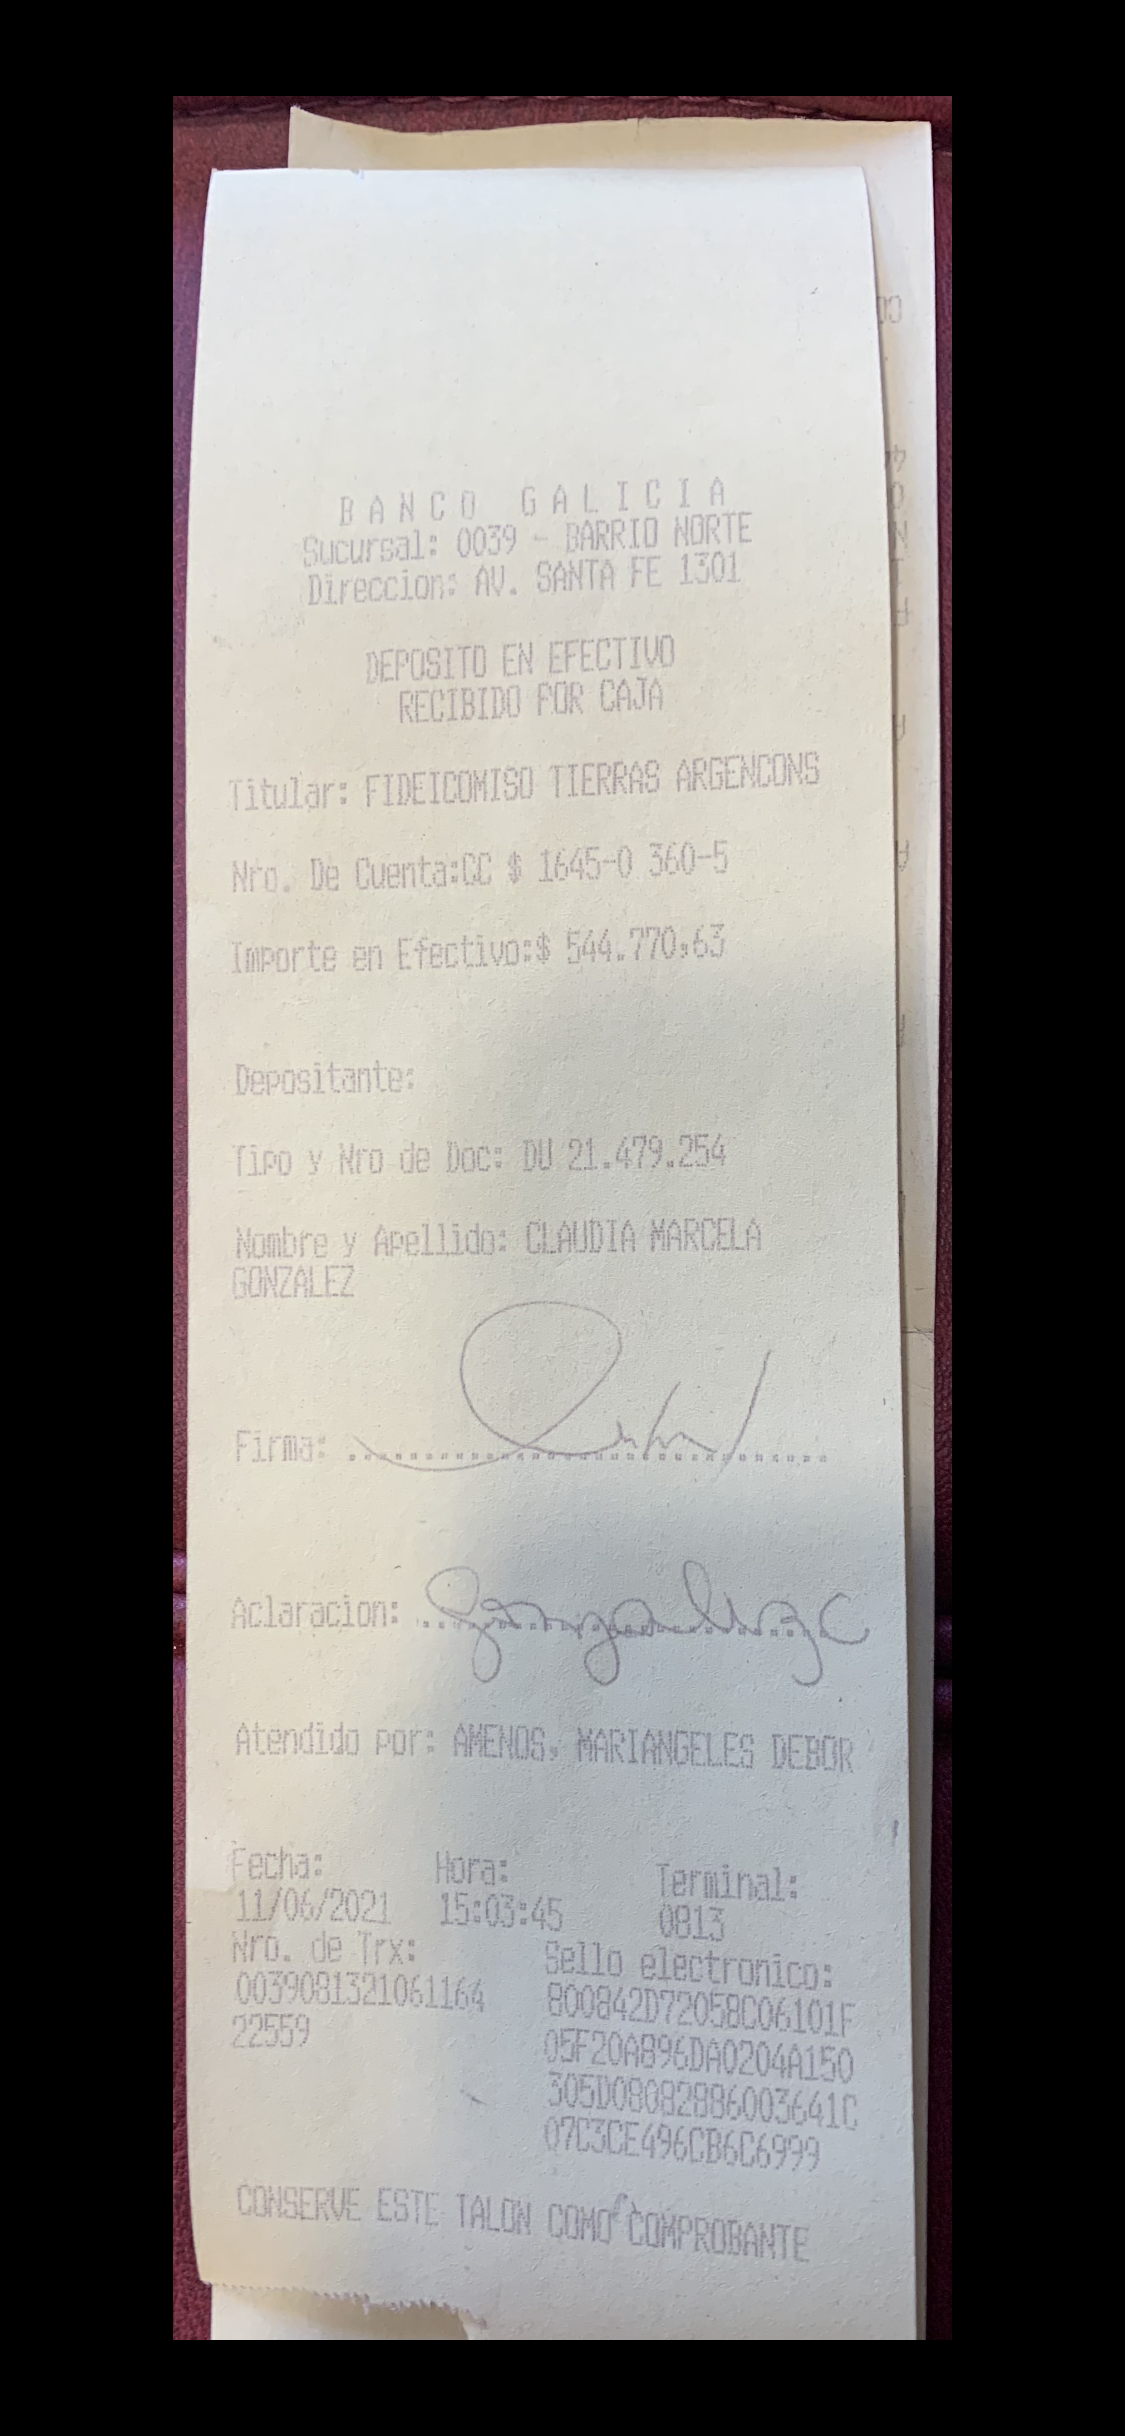 BANCO GALICIA
Sucursal: 0039 - BARRIO NORTE
Direccion: AV. SANTA FE 1301
DEPOSITO EN EFECTIVO
RECIBIDO POR CAJA
Titular: FIDEICOMISO TIERRAS ARGENCONS
Nro. De Cuenta:CC $ 1645-0 360-5
Importe en Efectivo:$ 544.770,63
Depositante:
Tipo y Nro de Doc: DU 21.479.254
Nombre y Apellido: CLAUDIA MARCELA
GONZALEZ
Firma:
Aclaracion: Gonzalez C
Atendido por: AMENOS, MARIANGELES DEBOR
Fecha: Hora: Terminal:
11/06/2021 15:03:45 0813
Nro. de Trx: Sello electronico:
0039081321061164 800842D72058C06101F
22559 05F20A896DA0204A150
305D08082886003641C
07C3CE496CB6C6999
CONSERVE ESTE TALON COMO COMPROBANTE